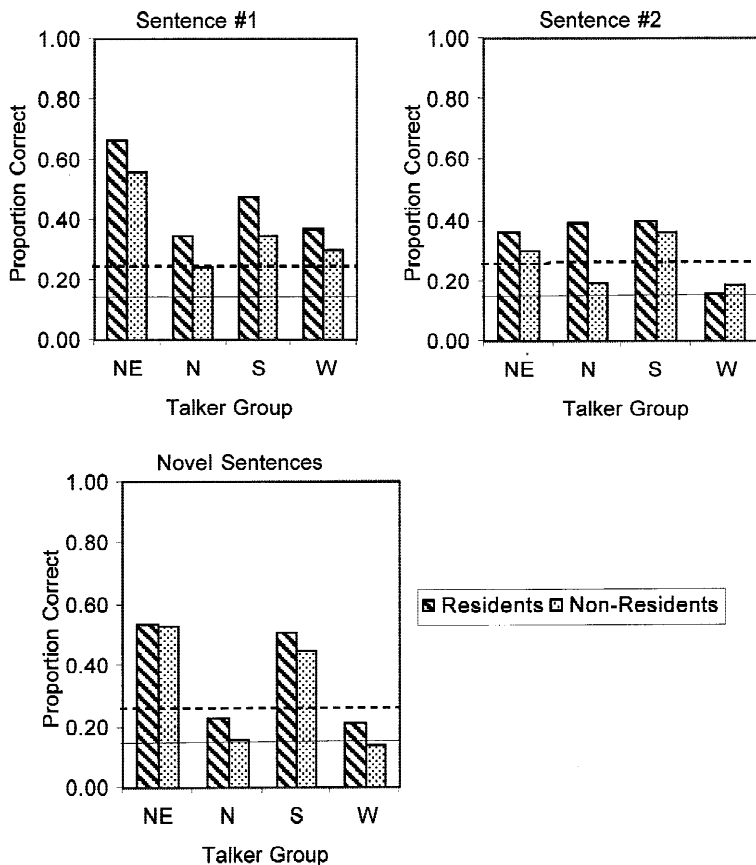 Sentence #1
1.00
0.80
0.60
0.40
0.20
0.00
Proportion Correct
NE N S W
Talker Group
Sentence #2
1.00
0.80
0.60
0.40
0.20
0.00
Proportion Correct
NE N S W
Talker Group
Novel Sentences
1.00
0.80
0.60
0.40
0.20
0.00
Proportion Correct
NE N S W
Talker Group
Residents Non-Residents